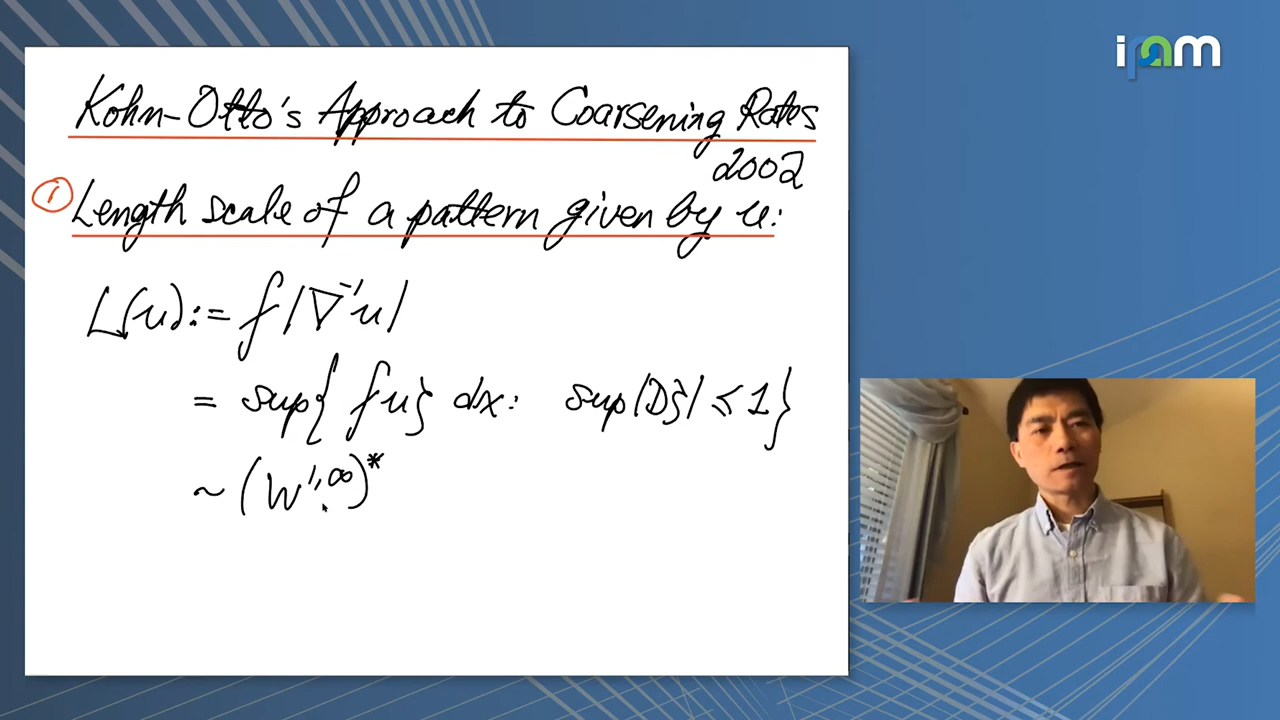 ipam
Kohn-Otto's Approach to Coarsening Rates
2002
① Length scale of a pattern given by u:
L(u) := ⨍ |∇⁻¹u|
= sup{ ⨍ uξ dx : sup|Dξ| ≤ 1 }
~ (W^{1,∞})*